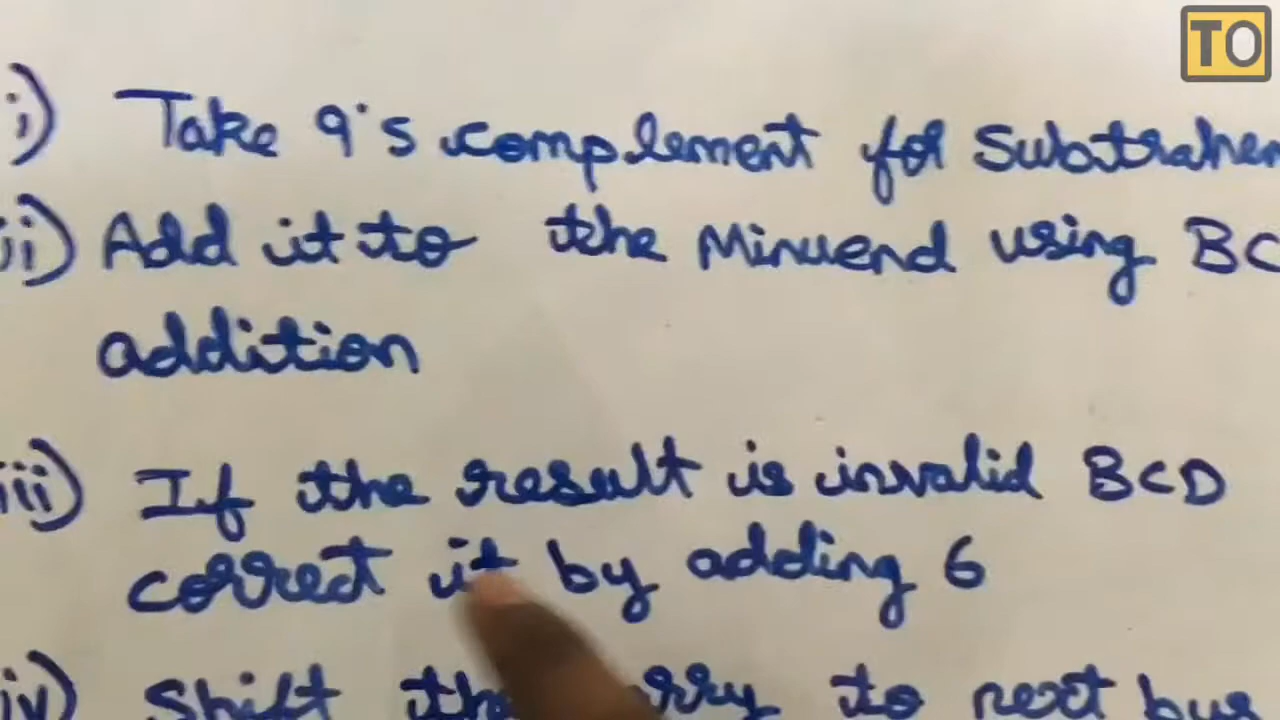 TO
i) Take 9's complement for Subtrahen
ii) Add it to the Minuend using BC
addition
iii) If the result is invalid BCD
correct it by adding 6
iv) Shift the to next